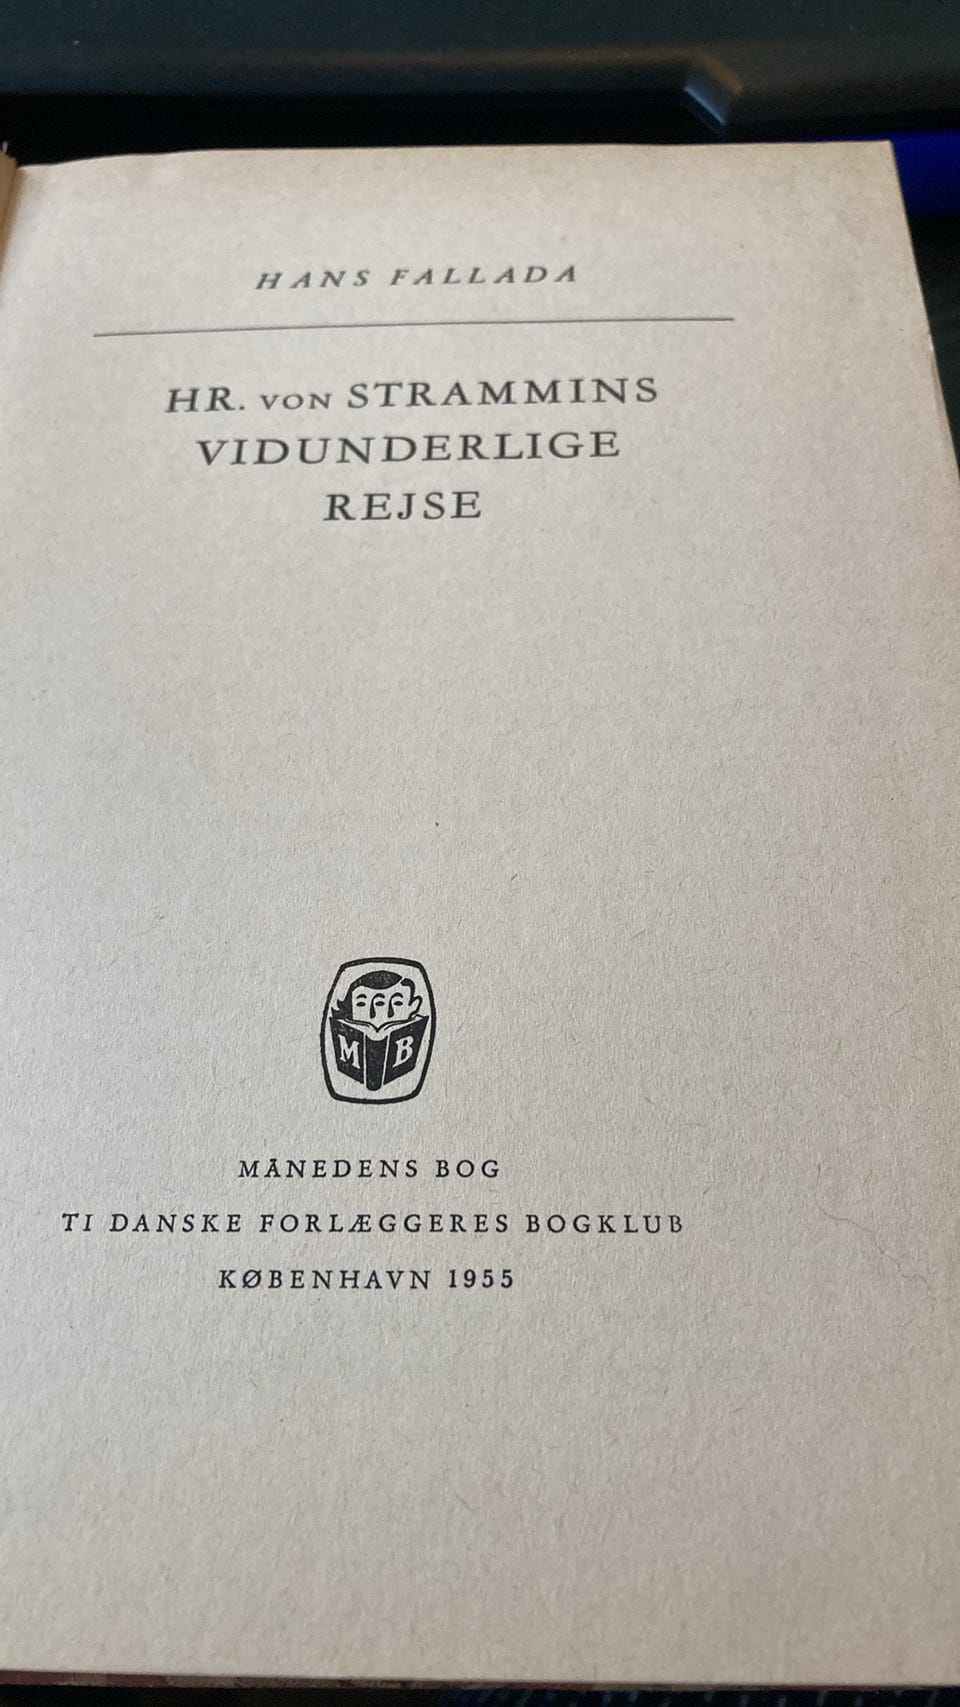 HANS FALLADA
HR. VON STRAMMINS
VIDUNDERLIGE
REJSE
M B
MÅNEDENS BOG
TI DANSKE FORLÆGGERES BOGKLUB
KØBENHAVN 1955